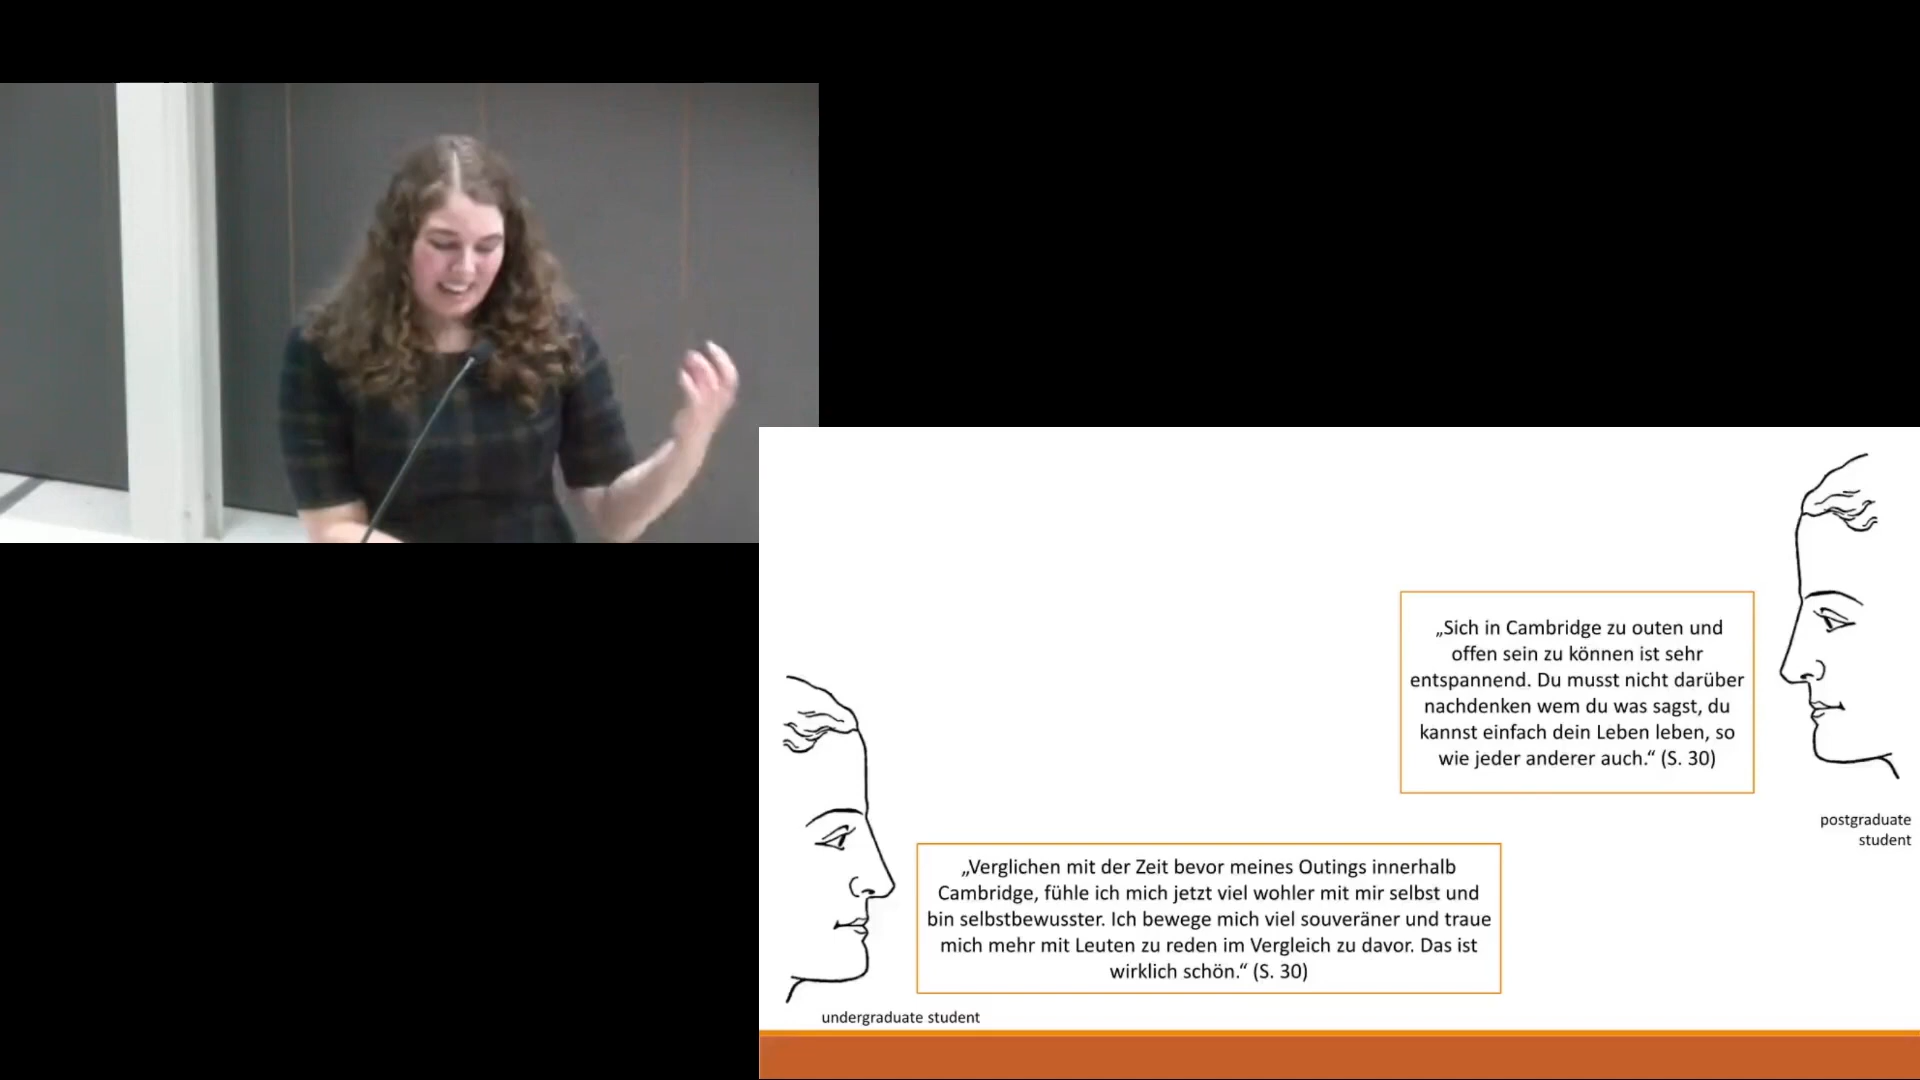 „Sich in Cambridge zu outen und
offen sein zu können ist sehr
entspannend. Du musst nicht darüber
nachdenken wem du was sagst, du
kannst einfach dein Leben leben, so
wie jeder anderer auch.“ (S. 30)
postgraduate
student
„Verglichen mit der Zeit bevor meines Outings innerhalb
Cambridge, fühle ich mich jetzt viel wohler mit mir selbst und
bin selbstbewusster. Ich bewege mich viel souveräner und traue
mich mehr mit Leuten zu reden im Vergleich zu davor. Das ist
wirklich schön.“ (S. 30)
undergraduate student